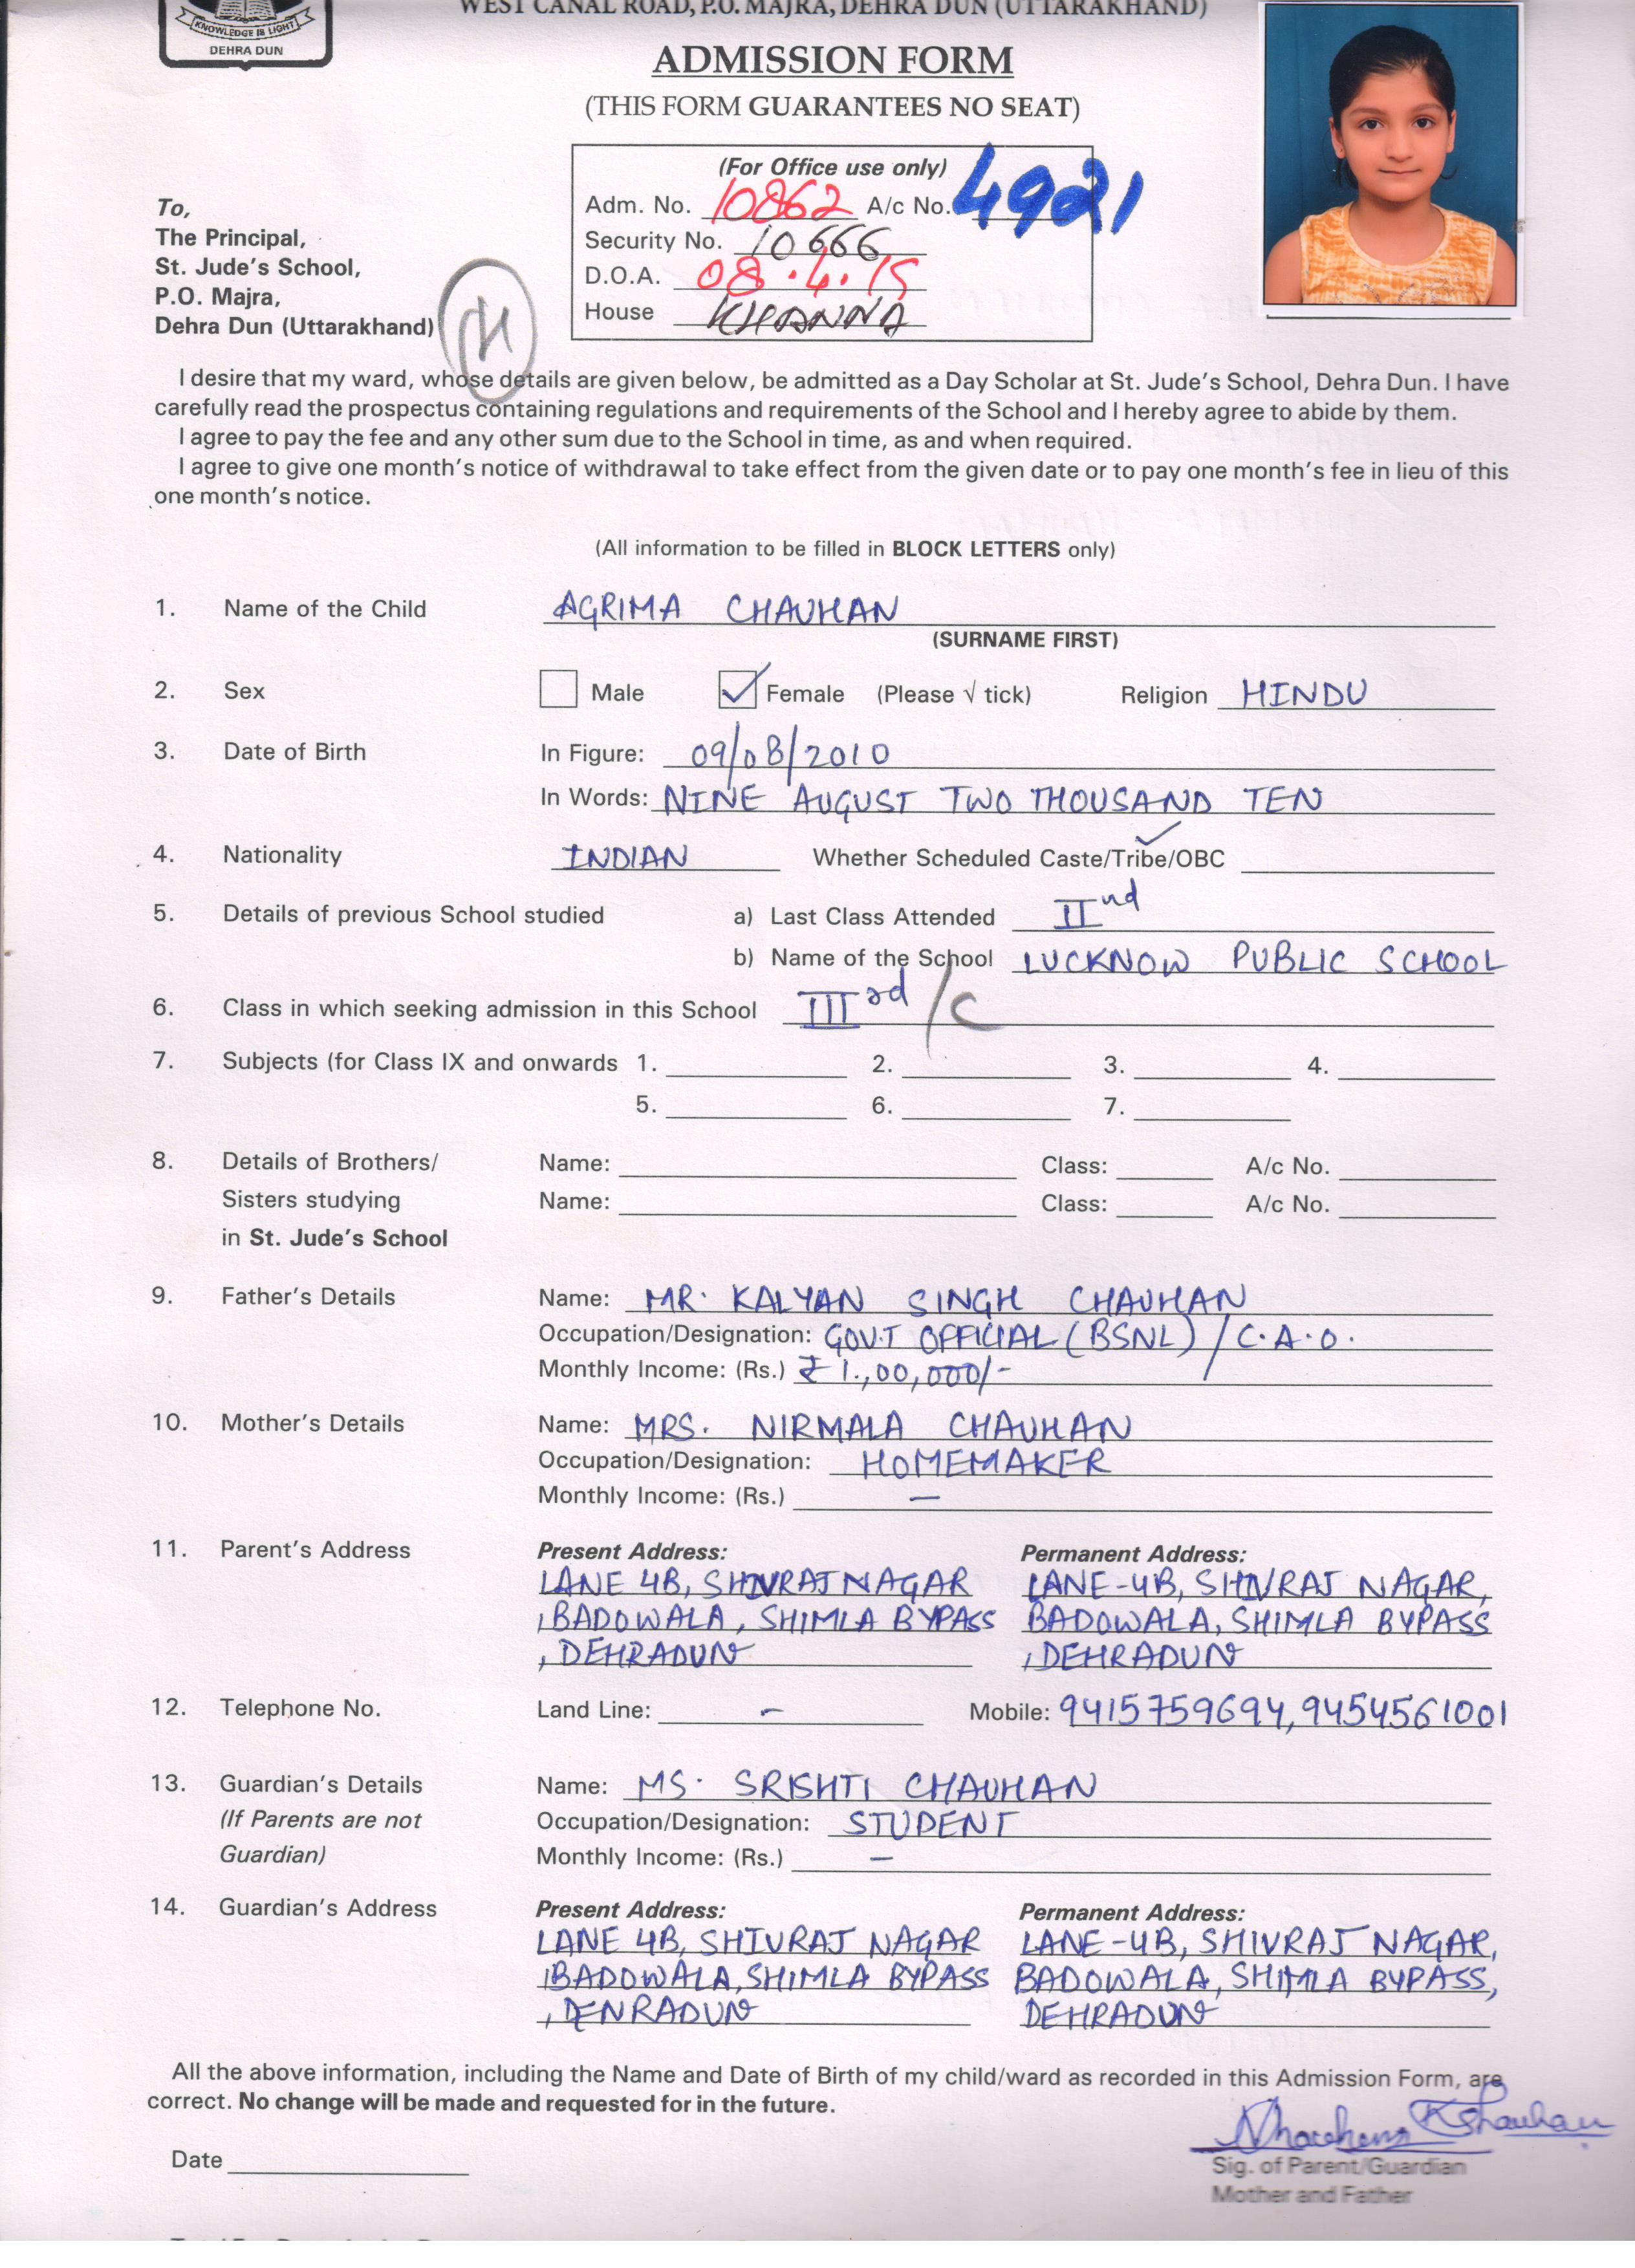 WEST CANAL ROAD, P.O. MAJRA, DEHRA DUN (UTTARAKHAND)
KNOWLEDGE IS LIGHT
DEHRA DUN
ADMISSION FORM
(THIS FORM GUARANTEES NO SEAT)
(For Office use only)
Adm. No. 10862 A/c No. 4921
Security No. 10666
D.O.A. 08.4.15
House KHANNA
To,
The Principal,
St. Jude's School,
P.O. Majra,
Dehra Dun (Uttarakhand)
I desire that my ward, whose details are given below, be admitted as a Day Scholar at St. Jude's School, Dehra Dun. I have
carefully read the prospectus containing regulations and requirements of the School and I hereby agree to abide by them.
I agree to pay the fee and any other sum due to the School in time, as and when required.
I agree to give one month's notice of withdrawal to take effect from the given date or to pay one month's fee in lieu of this
one month's notice.
(All information to be filled in BLOCK LETTERS only)
1. Name of the Child AGRIMA CHAUHAN
(SURNAME FIRST)
2. Sex Male Female (Please √ tick) Religion HINDU
3. Date of Birth In Figure: 09/08/2010
In Words: NINE AUGUST TWO THOUSAND TEN
4. Nationality INDIAN Whether Scheduled Caste/Tribe/OBC
5. Details of previous School studied a) Last Class Attended IInd
b) Name of the School LUCKNOW PUBLIC SCHOOL
6. Class in which seeking admission in this School IIIrd /C
7. Subjects (for Class IX and onwards 1. 2. 3. 4.
5. 6. 7.
8. Details of Brothers/ Name: Class: A/c No.
Sisters studying Name: Class: A/c No.
in St. Jude's School
9. Father's Details Name: MR. KALYAN SINGH CHAUHAN
Occupation/Designation: GOV.T OFFICIAL (BSNL) / C.A.O.
Monthly Income: (Rs.) ₹ 1.,00,000/-
10. Mother's Details Name: MRS. NIRMALA CHAUHAN
Occupation/Designation: HOMEMAKER
Monthly Income: (Rs.) –
11. Parent's Address Present Address: Permanent Address:
LANE 4B, SHIVRAJ NAGAR LANE-4B, SHIVRAJ NAGAR,
, BADOWALA, SHIMLA BYPASS BADOWALA, SHIMLA BYPASS
, DEHRADUN , DEHRADUN
12. Telephone No. Land Line: – Mobile: 9415759694, 9454561001
13. Guardian's Details Name: MS. SRISHTI CHAUHAN
(If Parents are not Occupation/Designation: STUDENT
Guardian) Monthly Income: (Rs.) –
14. Guardian's Address Present Address: Permanent Address:
LANE 4B, SHIVRAJ NAGAR LANE-4B, SHIVRAJ NAGAR,
, BADOWALA, SHIMLA BYPASS BADOWALA, SHIMLA BYPASS,
, DENRADUN DEHRADUN
All the above information, including the Name and Date of Birth of my child/ward as recorded in this Admission Form, are
correct. No change will be made and requested for in the future.
KChauhan
Date
Sig. of Parent/Guardian
Mother and Father